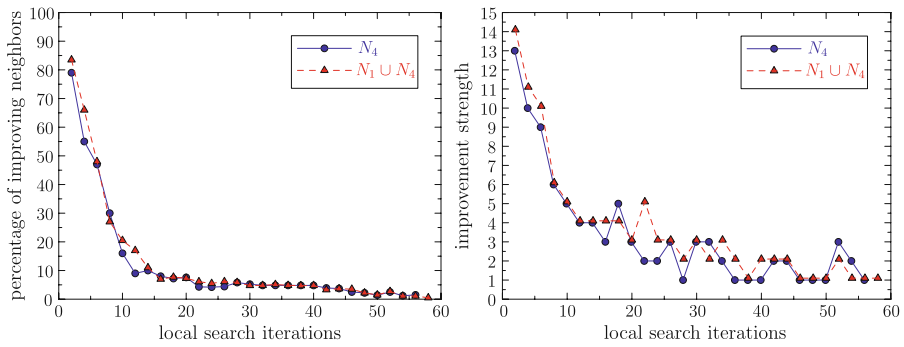 percentage of improving neighbors
100
90
80
70
60
50
40
30
20
10
0
0 10 20 30 40 50 60
local search iterations
N₄
N₁ ∪ N₄
improvement strength
15
14
13
12
11
10
9
8
7
6
5
4
3
2
1
0
0 10 20 30 40 50 60
local search iterations
N₄
N₁ ∪ N₄